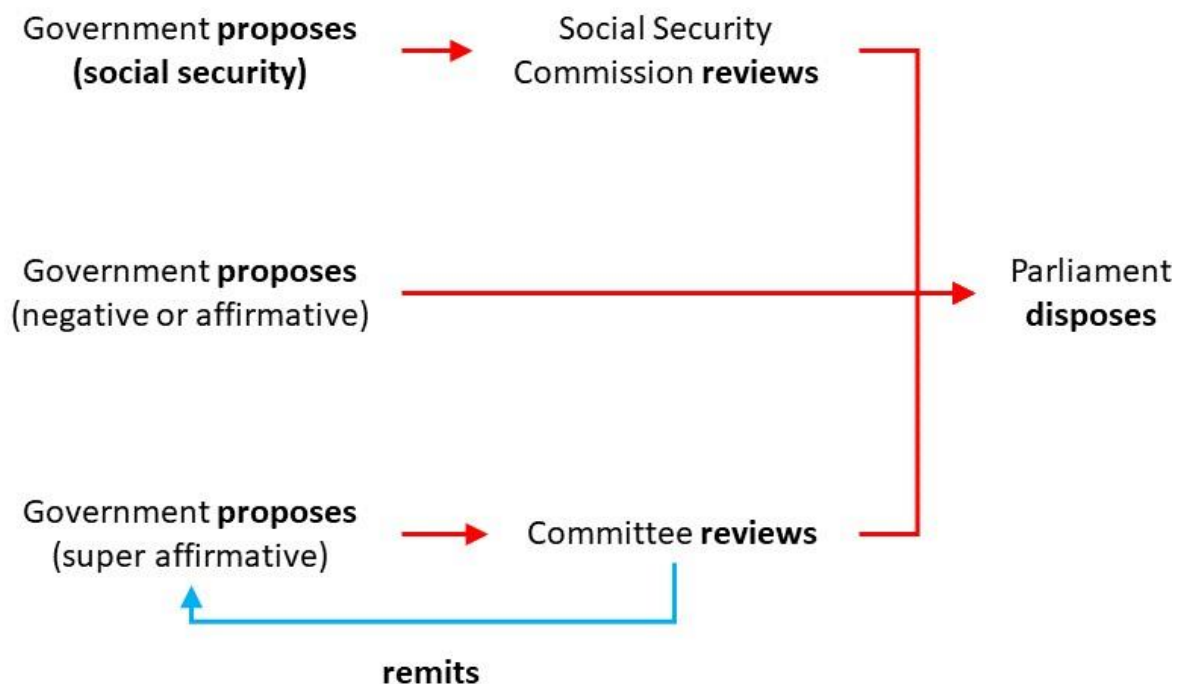 Government proposes
(social security)
Social Security
Commission reviews
Government proposes
(negative or affirmative)
Parliament
disposes
Government proposes
(super affirmative)
Committee reviews
remits